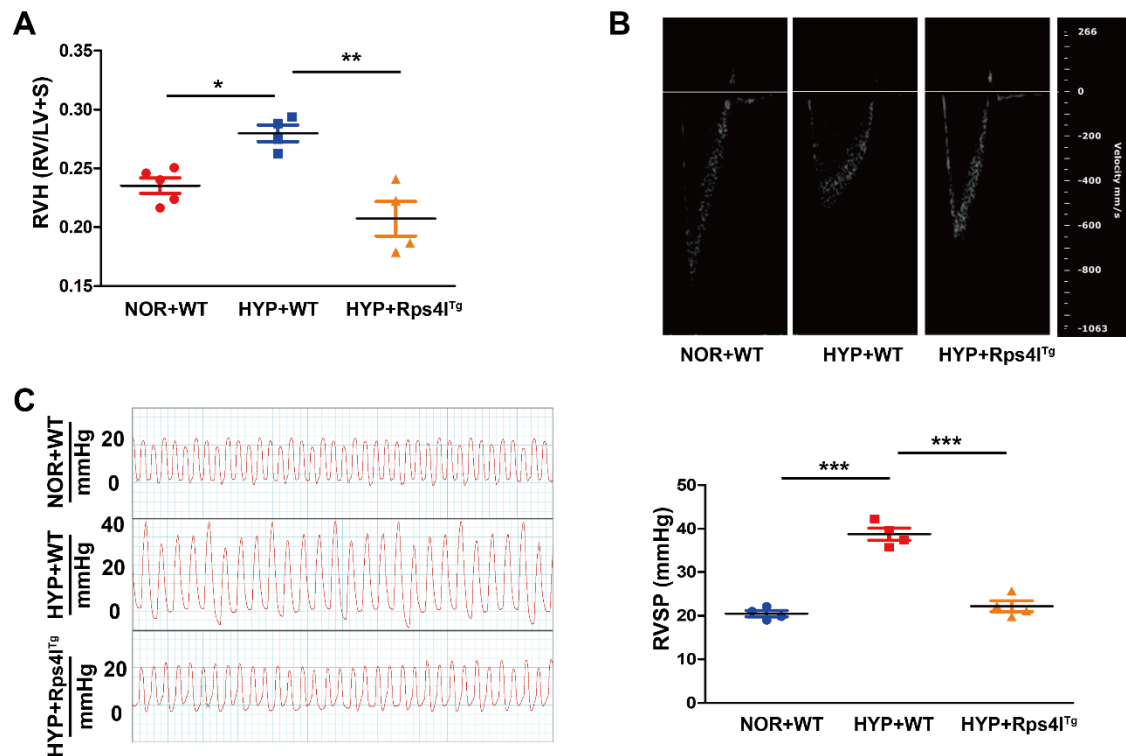 A
RVH (RV/LV+S)
0.35
0.30
0.25
0.20
0.15
*
**
NOR+WT
HYP+WT
HYP+Rps4lTg
B
266
0
-200
-400
-600
-800
-1063
Velocity mm/s
NOR+WT
HYP+WT
HYP+Rps4lTg
C
NOR+WT
mmHg
20
0
HYP+WT
mmHg
40
20
0
HYP+Rps4lTg
mmHg
20
0
RVSP (mmHg)
50
40
30
20
10
0
***
***
NOR+WT
HYP+WT
HYP+Rps4lTg